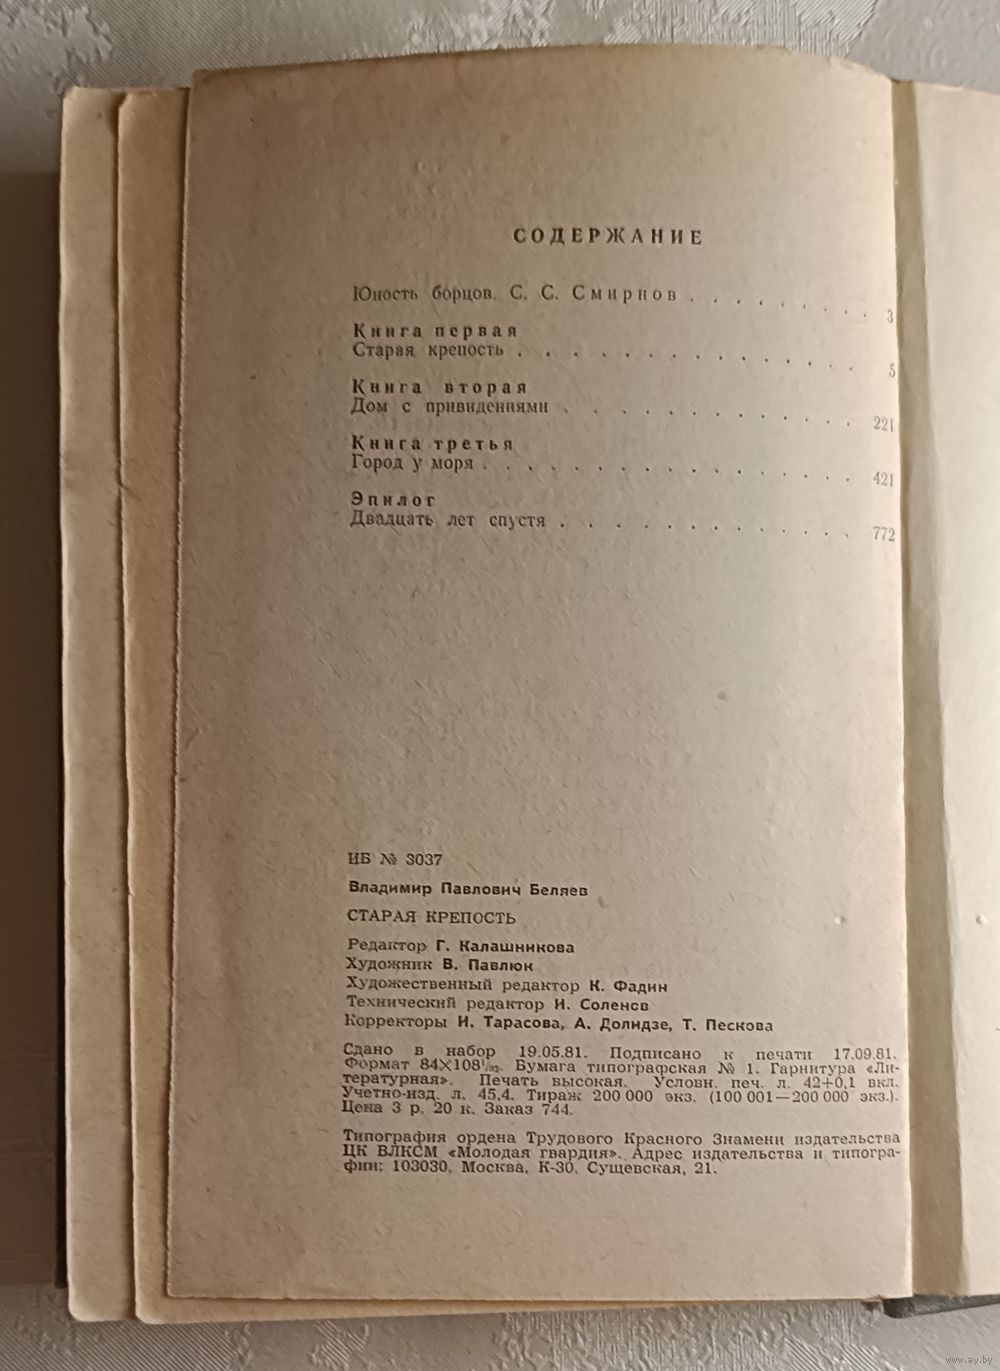 СОДЕРЖАНИЕ
Юность борцов. С. С. Смирнов . . . . . . . . 3
Книга первая
Старая крепость . . . . . . . . . . . . . 5
Книга вторая
Дом с привидениями . . . . . . . . . . . 221
Книга третья
Город у моря . . . . . . . . . . . . . . 421
Эпилог
Двадцать лет спустя . . . . . . . . . . . 772
ИБ № 3037
Владимир Павлович Беляев
СТАРАЯ КРЕПОСТЬ
Редактор Г. Калашникова
Художник В. Павлюк
Художественный редактор К. Фадин
Технический редактор И. Соленов
Корректоры И. Тарасова, А. Долидзе, Т. Пескова
Сдано в набор 19.05.81. Подписано к печати 17.09.81.
Формат 84×108¹/₃₂. Бумага типографская № 1. Гарнитура «Ли-
тературная». Печать высокая. Условн. печ. л. 42+0,1 вкл.
Учетно-изд. л. 45,4. Тираж 200 000 экз. (100 001—200 000 экз.).
Цена 3 р. 20 к. Заказ 744.
Типография ордена Трудового Красного Знамени издательства
ЦК ВЛКСМ «Молодая гвардия». Адрес издательства и типогра-
фии: 103030, Москва, К-30, Сущевская, 21.
www.ay.by